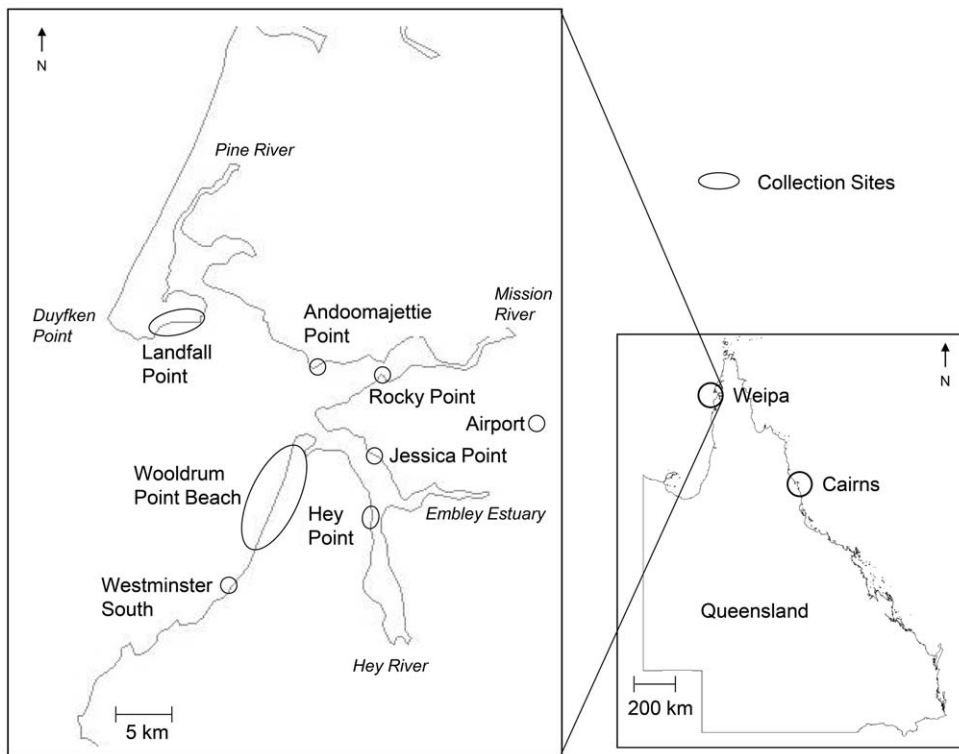 N
Pine River
Duyfken
Point
Landfall
Point
Andoomajettie
Point
Mission
River
Rocky Point
Airport
Jessica Point
Wooldrum
Point Beach
Hey
Point
Embley Estuary
Westminster
South
Hey River
5 km
Collection Sites
N
Weipa
Cairns
Queensland
200 km